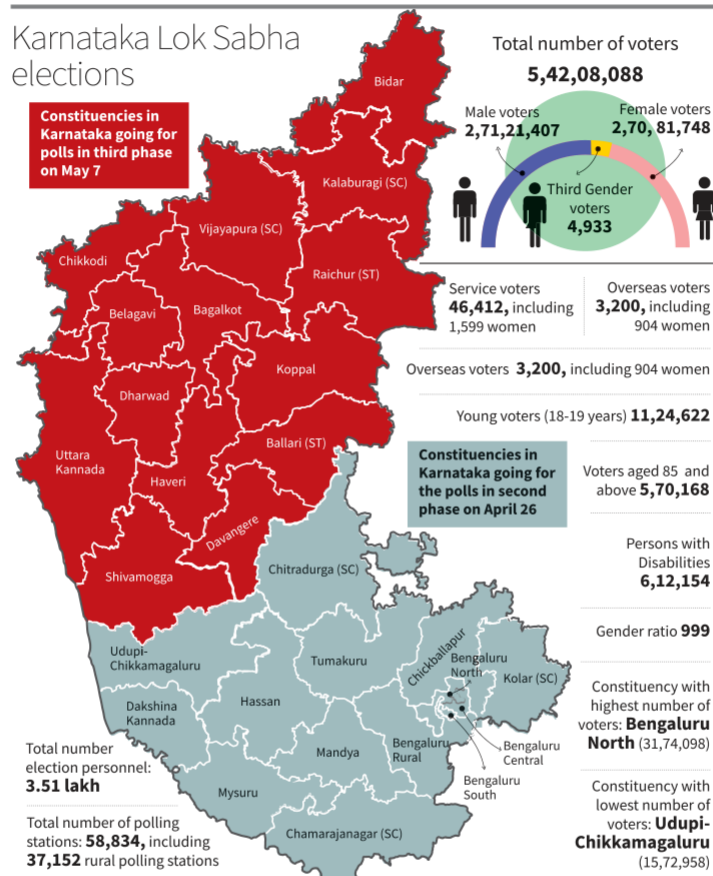 Karnataka Lok Sabha
elections
Constituencies in
Karnataka going for
polls in third phase
on May 7
Total number of voters
5,42,08,088
Male voters
2,71,21,407
Female voters
2,70, 81,748
Third Gender
voters
4,933
Service voters
46,412, including
1,599 women
Overseas voters
3,200, including
904 women
Overseas voters 3,200, including 904 women
Young voters (18-19 years) 11,24,622
Constituencies in
Karnataka going for
the polls in second
phase on April 26
Voters aged 85 and
above 5,70,168
Persons with
Disabilities
6,12,154
Gender ratio 999
Constituency with
highest number of
voters: Bengaluru
North (31,74,098)
Constituency with
lowest number of
voters: Udupi-
Chikkamagaluru
(15,72,958)
Bidar
Kalaburagi (SC)
Vijayapura (SC)
Chikkodi
Raichur (ST)
Belagavi
Bagalkot
Koppal
Dharwad
Ballari (ST)
Uttara
Kannada
Haveri
Davangere
Shivamogga
Chitradurga (SC)
Udupi-
Chikkamagaluru
Tumakuru
Chickballapur
Bengaluru
North
Kolar (SC)
Dakshina
Kannada
Hassan
Mandya
Bengaluru
Rural
Bengaluru
Central
Bengaluru
South
Mysuru
Chamarajanagar (SC)
Total number
election personnel:
3.51 lakh
Total number of polling
stations: 58,834, including
37,152 rural polling stations